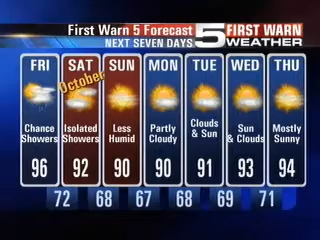 First Warn 5 Forecast
NEXT SEVEN DAYS
5
FIRST WARN
WEATHER
FRI SAT SUN MON TUE WED THU
October
Chance Showers
Isolated Showers
Less Humid
Partly Cloudy
Clouds & Sun
Sun & Clouds
Mostly Sunny
96 92 90 90 91 93 94
72 68 67 68 69 71